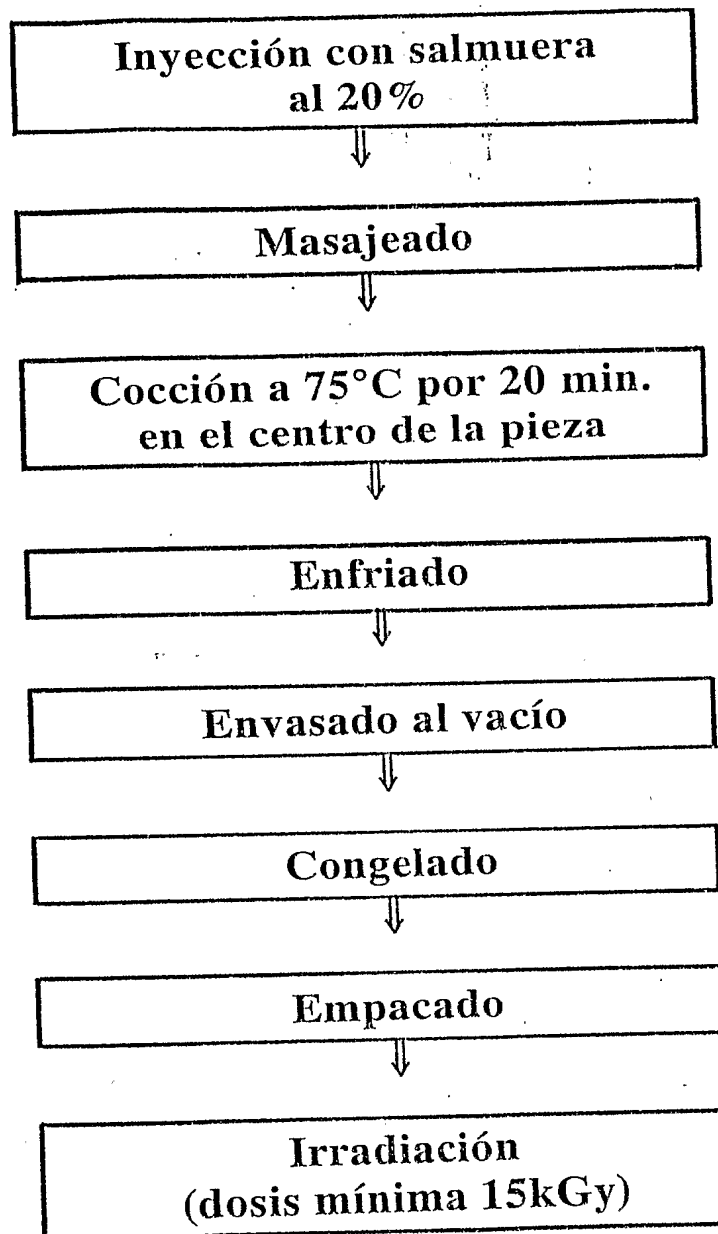 Inyección con salmuera
al 20%
Masajeado
Cocción a 75°C por 20 min.
en el centro de la pieza
Enfriado
Envasado al vacío
Congelado
Empacado
Irradiación
(dosis mínima 15kGy)